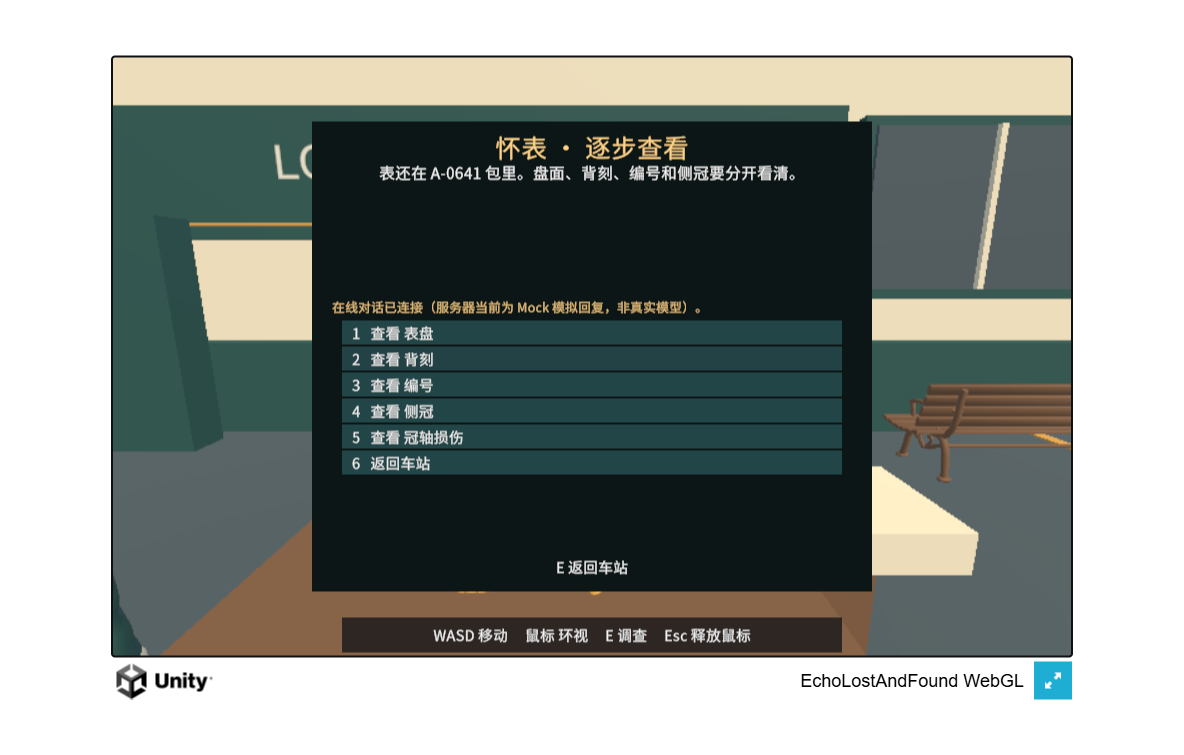 LO
怀表 · 逐步查看
表还在 A-0641 包里。盘面、背刻、编号和侧冠要分开看清。
在线对话已连接（服务器当前为 Mock 模拟回复，非真实模型）。
1 查看 表盘
2 查看 背刻
3 查看 编号
4 查看 侧冠
5 查看 冠轴损伤
6 返回车站
E 返回车站
WASD 移动 鼠标 环视 E 调查 Esc 释放鼠标
Unity
EchoLostAndFound WebGL